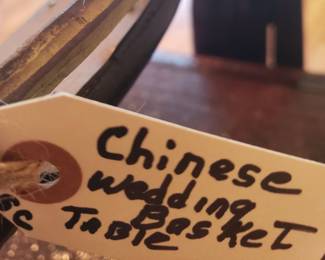 Chinese
Wedding
Basket
Table